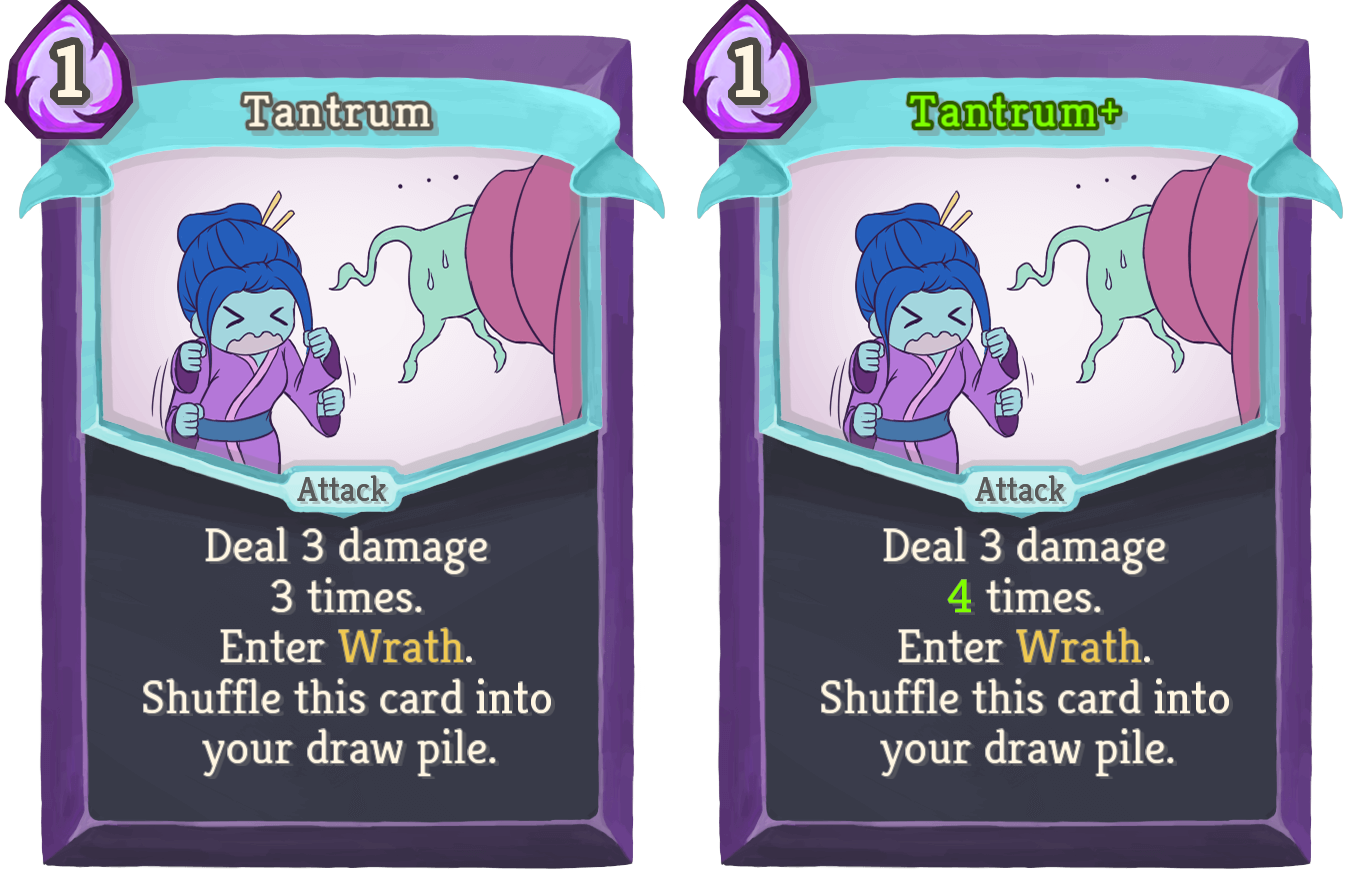 1
Tantrum
Attack
Deal 3 damage
3 times.
Enter Wrath.
Shuffle this card into
your draw pile.
1
Tantrum+
Attack
Deal 3 damage
4 times.
Enter Wrath.
Shuffle this card into
your draw pile.